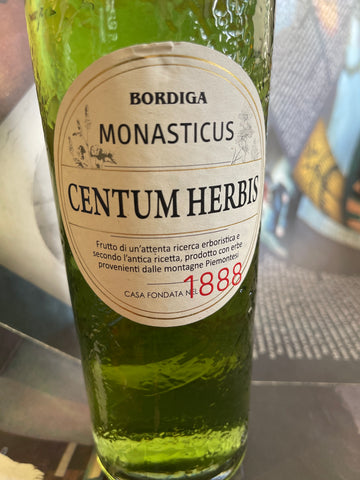 BORDIGA
MONASTICUS
CENTUM HERBIS
Frutto di un'attenta ricerca erboristica e
secondo l'antica ricetta, prodotto con erbe
provenienti dalle montagne Piemontesi
CASA FONDATA NEL 1888